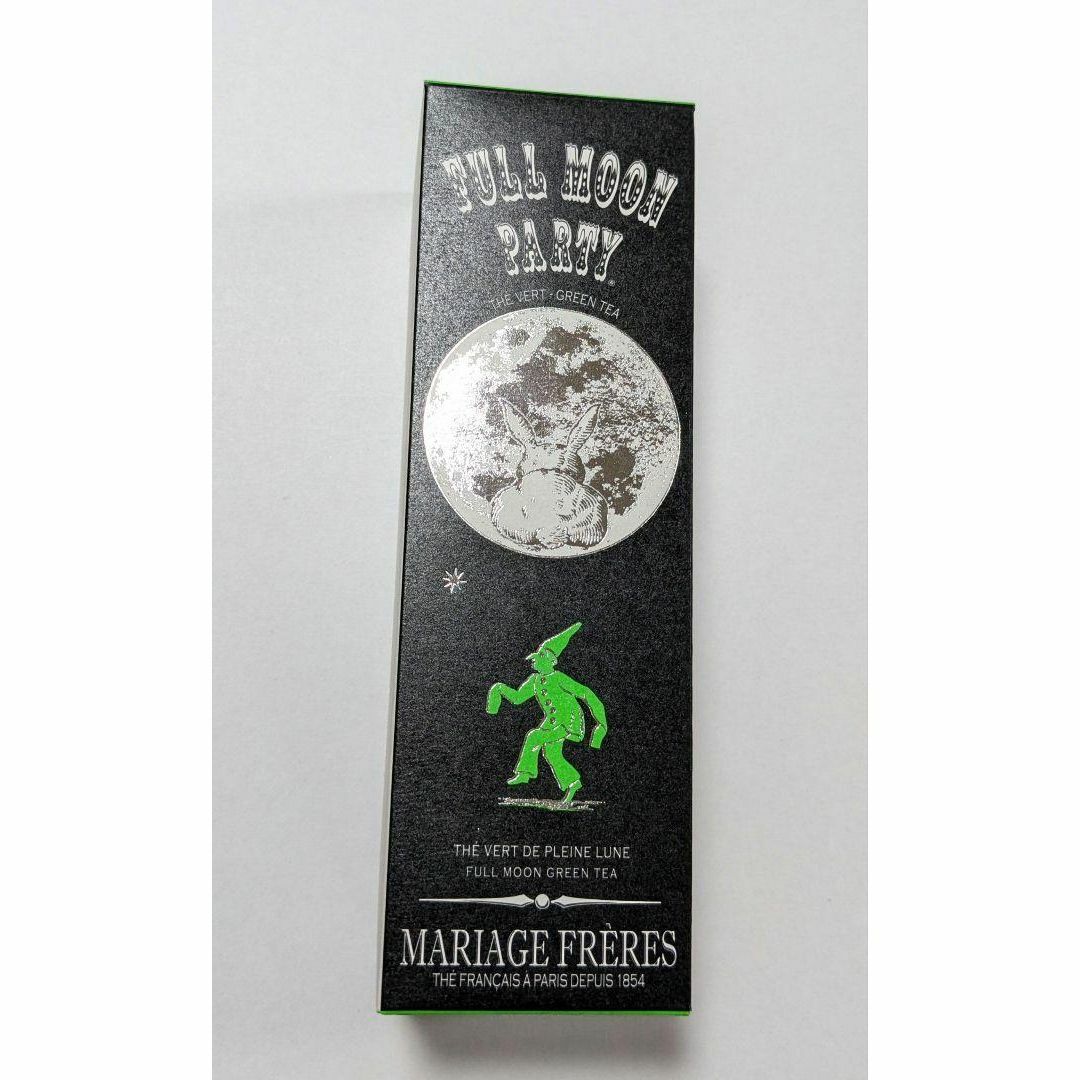 FULL MOON
PARTY®
THÉ VERT · GREEN TEA
THÉ VERT DE PLEINE LUNE
FULL MOON GREEN TEA
MARIAGE FRÈRES
THÉ FRANÇAIS À PARIS DEPUIS 1854